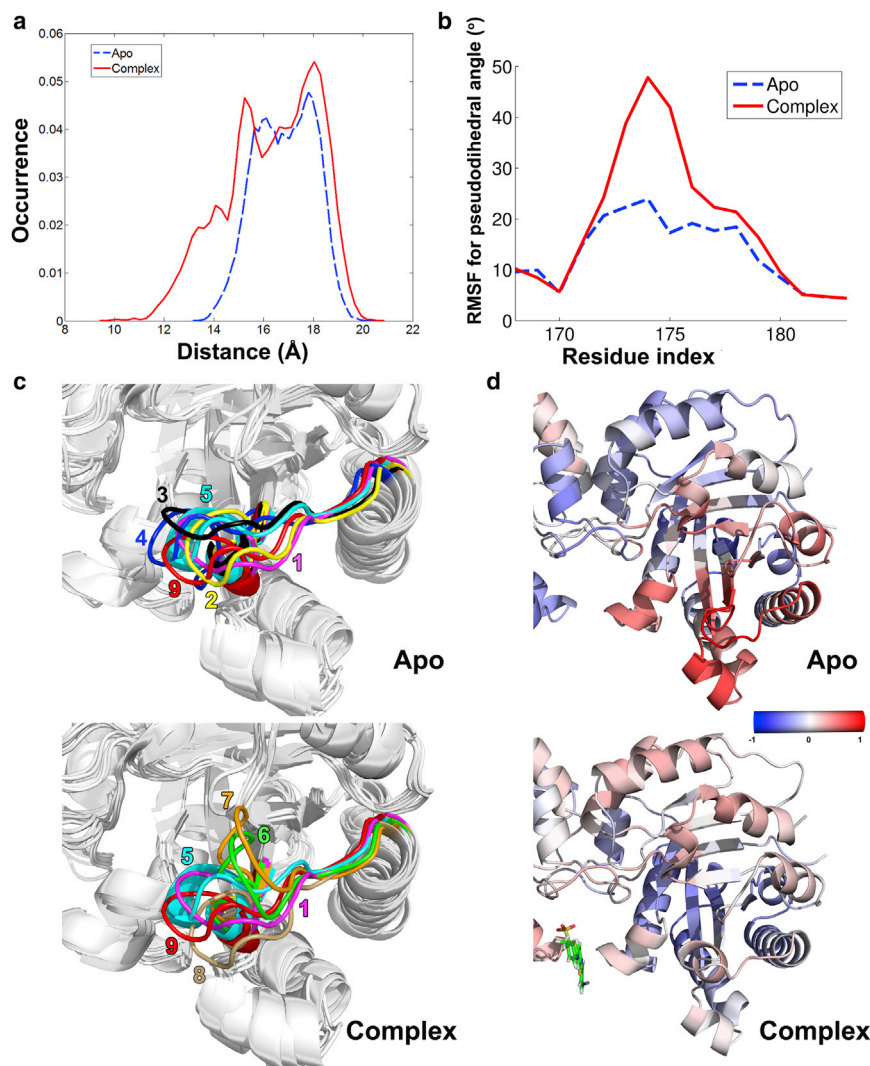 a
Apo
Complex
0.06
0.05
0.04
0.03
0.02
0.01
0
8 10 12 14 16 18 20 22
Occurrence
Distance (Å)
b
Apo
Complex
60
50
40
30
20
10
0
170 175 180
RMSF for pseudodihedral angle (°)
Residue index
c
3
5
4
1
9
2
Apo
7
6
5
1
9
8
Complex
d
Apo
-1 0 1
Complex